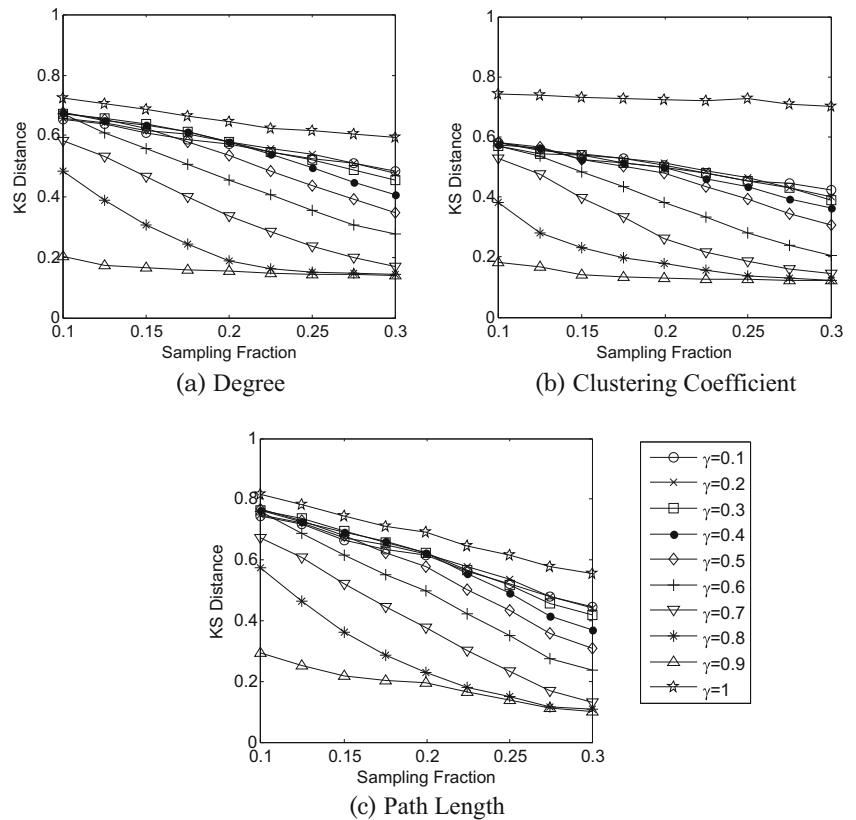 1
0.8
0.6
0.4
0.2
0
KS Distance
0.1 0.15 0.2 0.25 0.3
Sampling Fraction
(a) Degree
1
0.8
0.6
0.4
0.2
0
KS Distance
0.1 0.15 0.2 0.25 0.3
Sampling Fraction
(b) Clustering Coefficient
1
0.8
0.6
0.4
0.2
0
KS Distance
0.1 0.15 0.2 0.25 0.3
Sampling Fraction
(c) Path Length
γ=0.1
γ=0.2
γ=0.3
γ=0.4
γ=0.5
γ=0.6
γ=0.7
γ=0.8
γ=0.9
γ=1